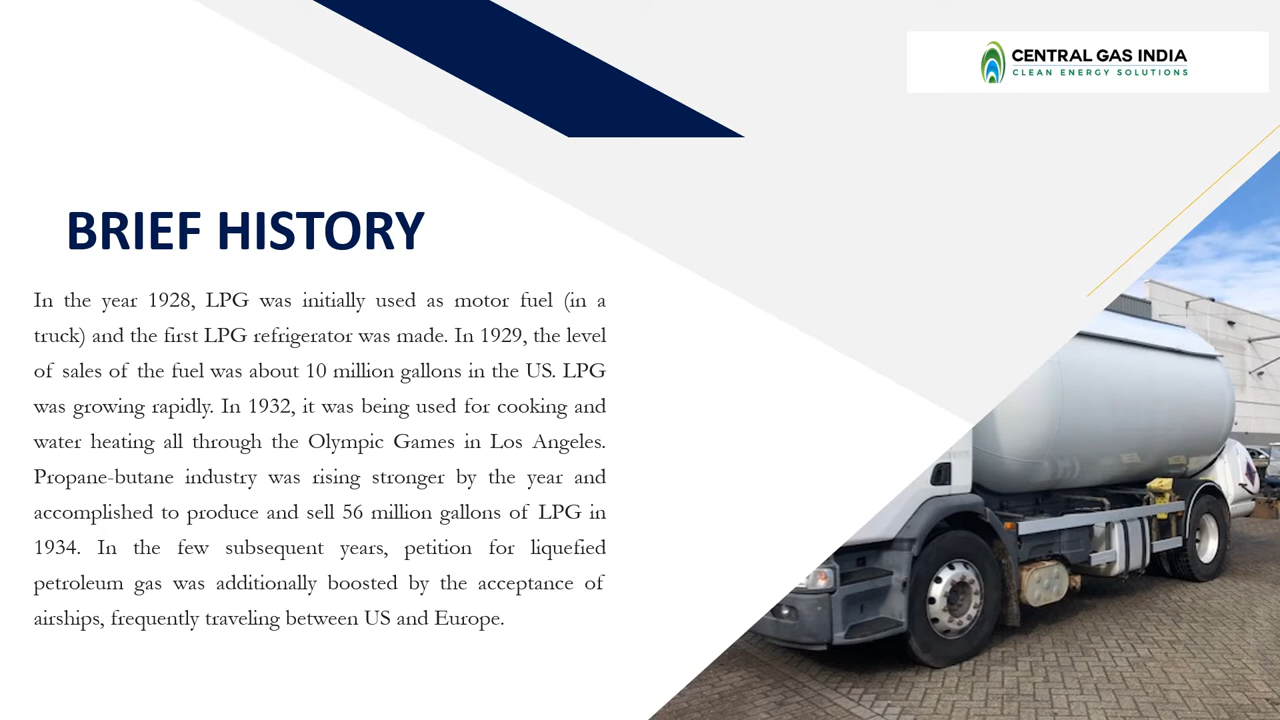 CENTRAL GAS INDIA
CLEAN ENERGY SOLUTIONS
BRIEF HISTORY
In the year 1928, LPG was initially used as motor fuel (in a
truck) and the first LPG refrigerator was made. In 1929, the level
of sales of the fuel was about 10 million gallons in the US. LPG
was growing rapidly. In 1932, it was being used for cooking and
water heating all through the Olympic Games in Los Angeles.
Propane-butane industry was rising stronger by the year and
accomplished to produce and sell 56 million gallons of LPG in
1934. In the few subsequent years, petition for liquefied
petroleum gas was additionally boosted by the acceptance of
airships, frequently traveling between US and Europe.